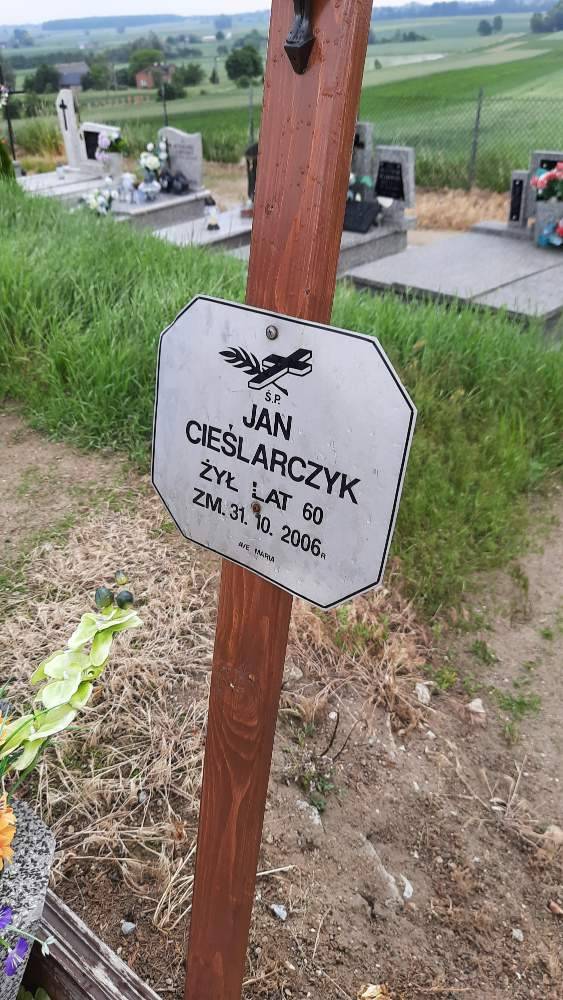 Ś.P.
JAN
CIEŚLARCZYK
ŻYŁ LAT 60
ZM. 31. 10. 2006R
AVE MARIA